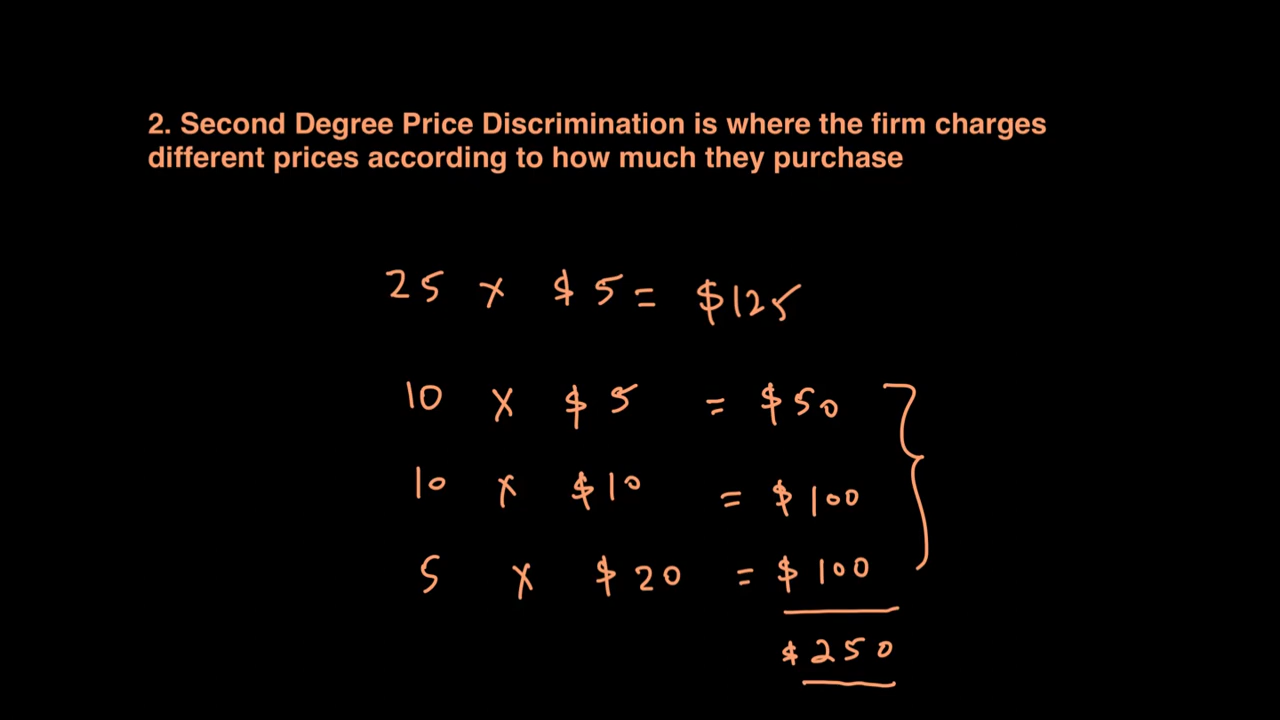 2. Second Degree Price Discrimination is where the firm charges
different prices according to how much they purchase
25 x $5 = $125
10 x $5 = $50
10 x $10 = $100
5 x $20 = $100
$250